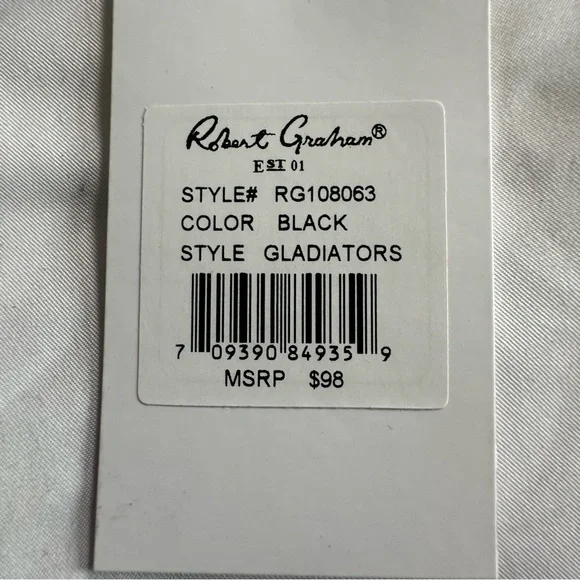 Robert Graham®
EST 01
STYLE# RG108063
COLOR BLACK
STYLE GLADIATORS
7 09390 84935 9
MSRP $98